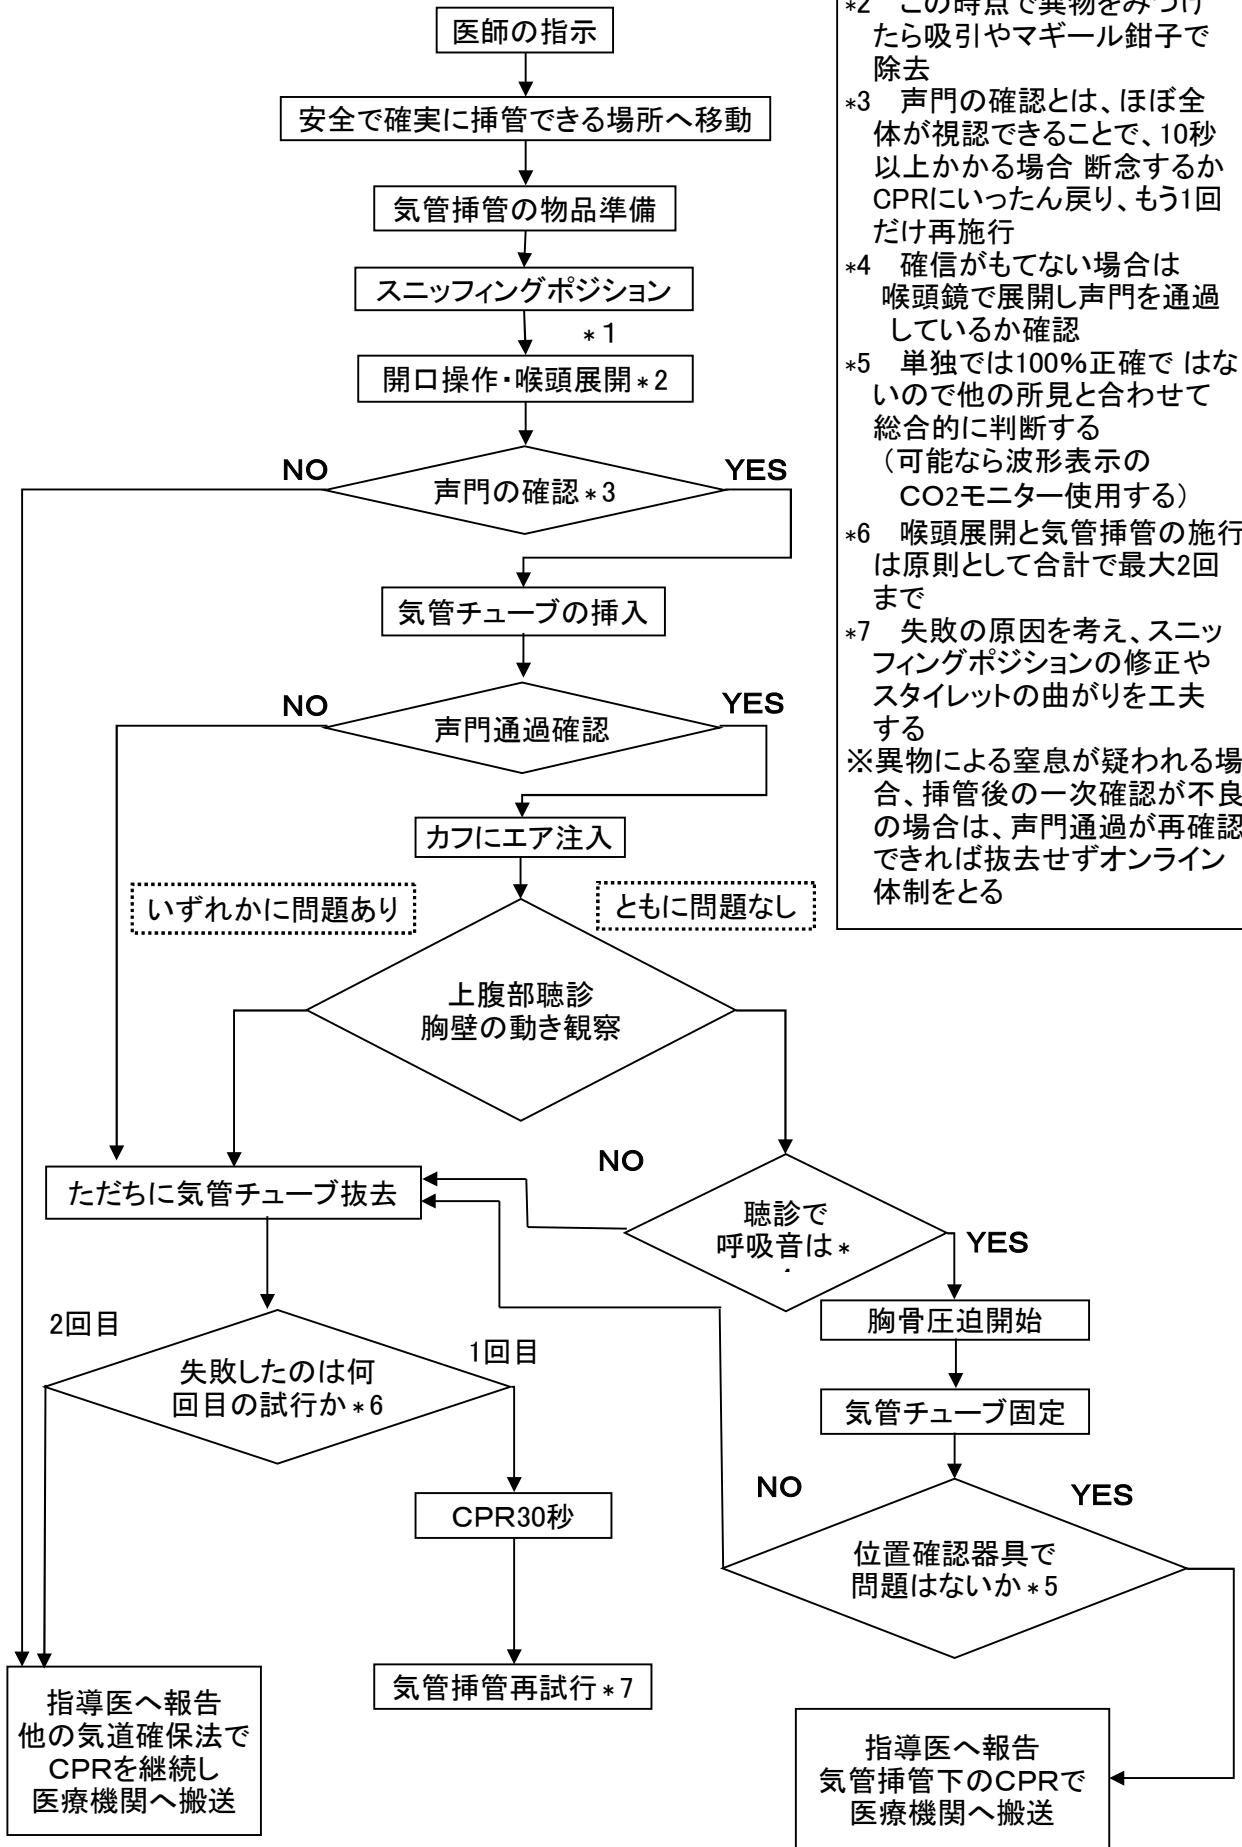 医師の指示
安全で確実に挿管できる場所へ移動
気管挿管の物品準備
スニッフィングポジション
*1
開口操作・喉頭展開*2
NO
YES
声門の確認*3
気管チューブの挿入
NO
YES
声門通過確認
カフにエア注入
いずれかに問題あり
ともに問題なし
上腹部聴診
胸壁の動き観察
NO
ただちに気管チューブ抜去
聴診で
呼吸音は*
YES
胸骨圧迫開始
2回目
1回目
失敗したのは何
回目の試行か*6
気管チューブ固定
NO
YES
CPR30秒
位置確認器具で
問題はないか*5
気管挿管再試行*7
指導医へ報告
他の気道確保法で
CPRを継続し
医療機関へ搬送
指導医へ報告
気管挿管下のCPRで
医療機関へ搬送
*2 この時点で異物をみつけ
たら吸引やマギール鉗子で
除去
*3 声門の確認とは、ほぼ全
体が視認できることで、10秒
以上かかる場合 断念するか
CPRにいったん戻り、もう1回
だけ再施行
*4 確信がもてない場合は
喉頭鏡で展開し声門を通過
しているか確認
*5 単独では100%正確で はな
いので他の所見と合わせて
総合的に判断する
（可能なら波形表示の
CO2モニター使用する）
*6 喉頭展開と気管挿管の施行
は原則として合計で最大2回
まで
*7 失敗の原因を考え、スニッ
フィングポジションの修正や
スタイレットの曲がりを工夫
する
※異物による窒息が疑われる場
合、挿管後の一次確認が不良
の場合は、声門通過が再確認
できれば抜去せずオンライン
体制をとる